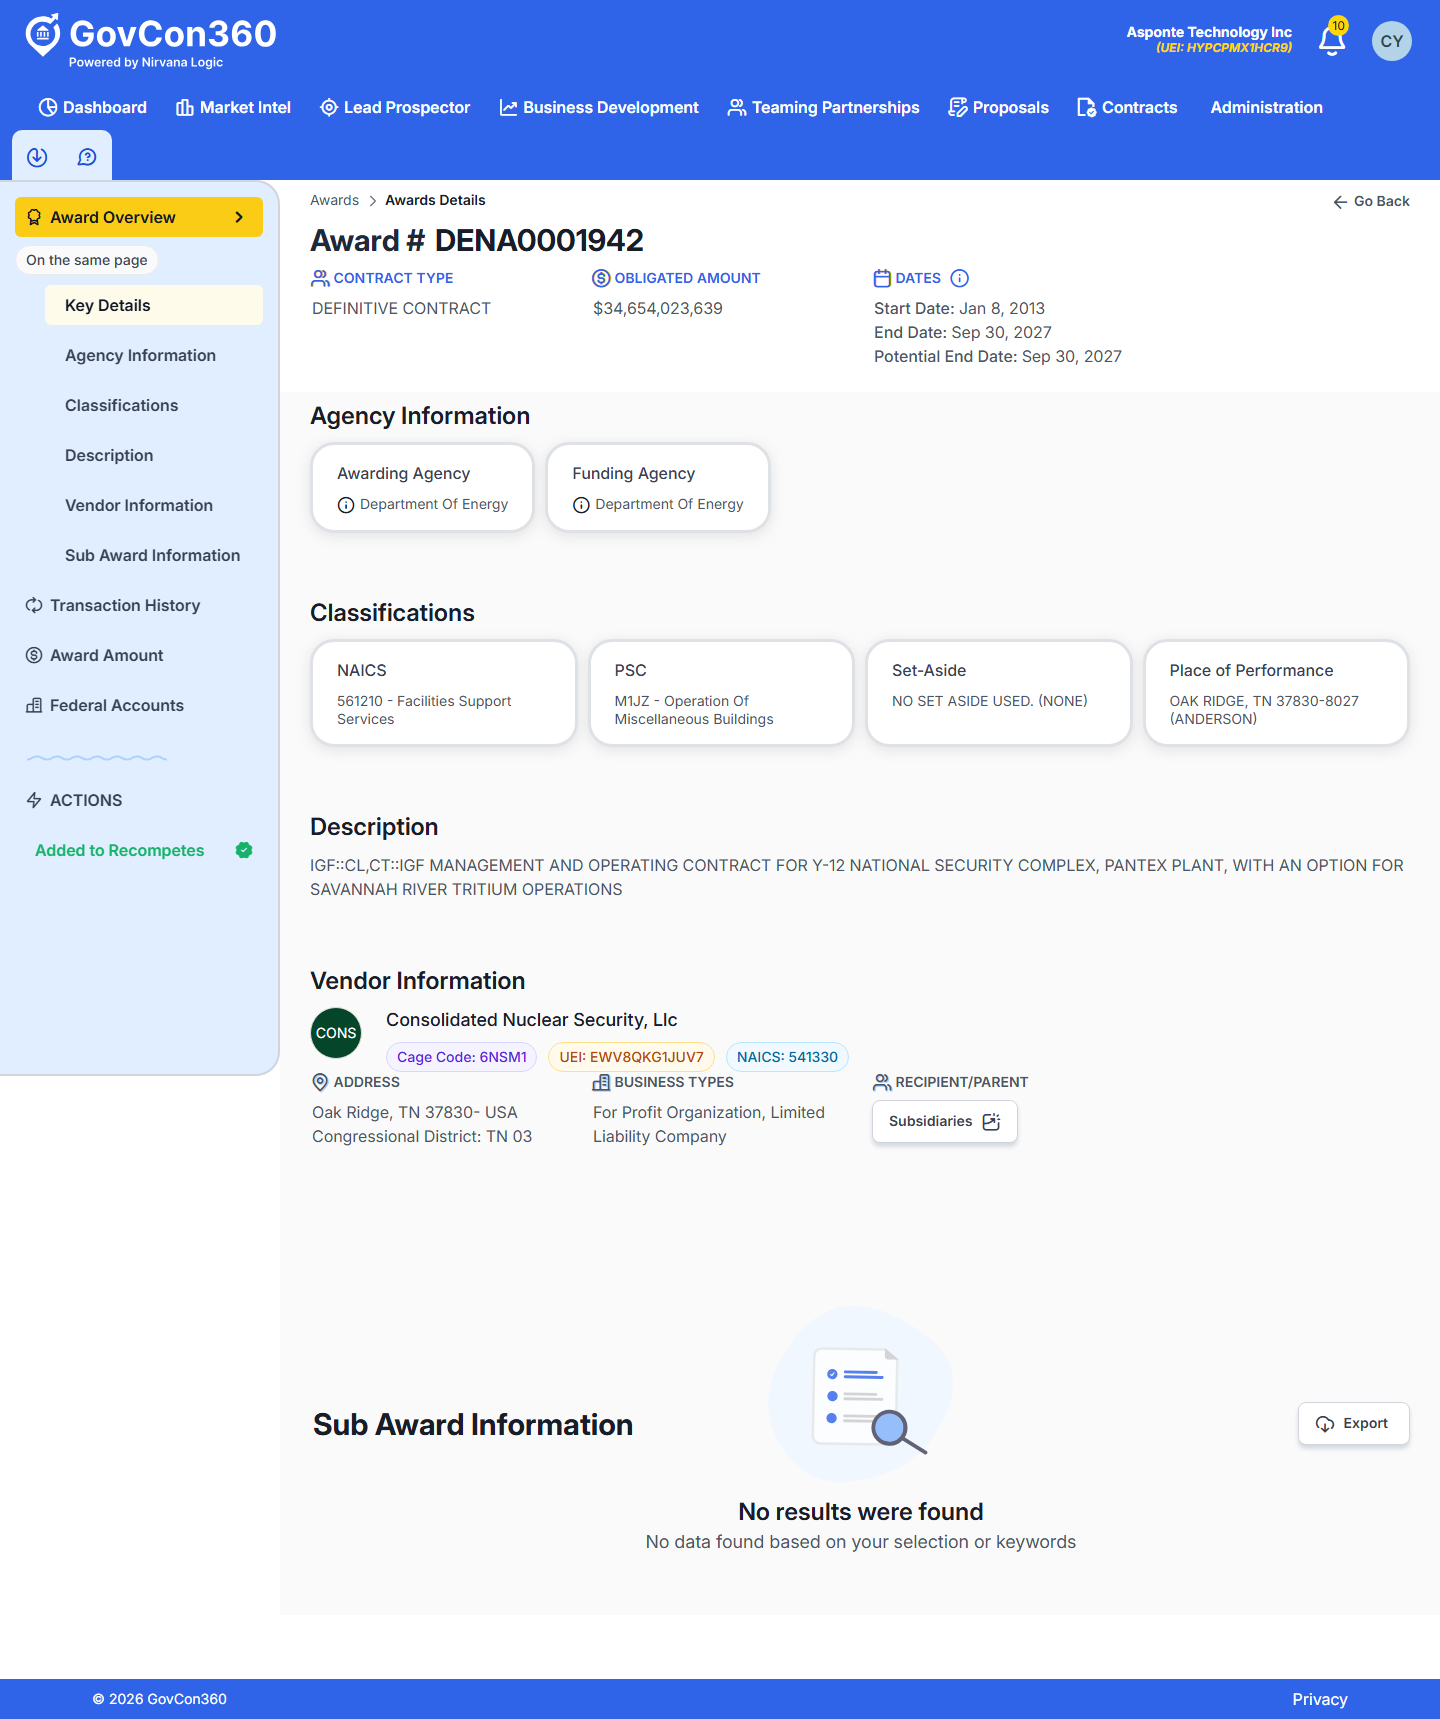 GovCon360
Powered by Nirvana Logic
Asponte Technology Inc
(UEI: HYPCPMX1HCR9)
10
CY
Dashboard
Market Intel
Lead Prospector
Business Development
Teaming Partnerships
Proposals
Contracts
Administration
Award Overview
On the same page
Key Details
Agency Information
Classifications
Description
Vendor Information
Sub Award Information
Transaction History
Award Amount
Federal Accounts
ACTIONS
Added to Recompetes
Awards > Awards Details
Go Back
Award # DENA0001942
CONTRACT TYPE
DEFINITIVE CONTRACT
OBLIGATED AMOUNT
$34,654,023,639
DATES
Start Date: Jan 8, 2013
End Date: Sep 30, 2027
Potential End Date: Sep 30, 2027
Agency Information
Awarding Agency
Department Of Energy
Funding Agency
Department Of Energy
Classifications
NAICS
561210 - Facilities Support
Services
PSC
M1JZ - Operation Of
Miscellaneous Buildings
Set-Aside
NO SET ASIDE USED. (NONE)
Place of Performance
OAK RIDGE, TN 37830-8027
(ANDERSON)
Description
IGF::CL,CT::IGF MANAGEMENT AND OPERATING CONTRACT FOR Y-12 NATIONAL SECURITY COMPLEX, PANTEX PLANT, WITH AN OPTION FOR
SAVANNAH RIVER TRITIUM OPERATIONS
Vendor Information
CONS
Consolidated Nuclear Security, Llc
Cage Code: 6NSM1
UEI: EWV8QKG1JUV7
NAICS: 541330
ADDRESS
Oak Ridge, TN 37830- USA
Congressional District: TN 03
BUSINESS TYPES
For Profit Organization, Limited
Liability Company
RECIPIENT/PARENT
Subsidiaries
Sub Award Information
Export
No results were found
No data found based on your selection or keywords
© 2026 GovCon360
Privacy